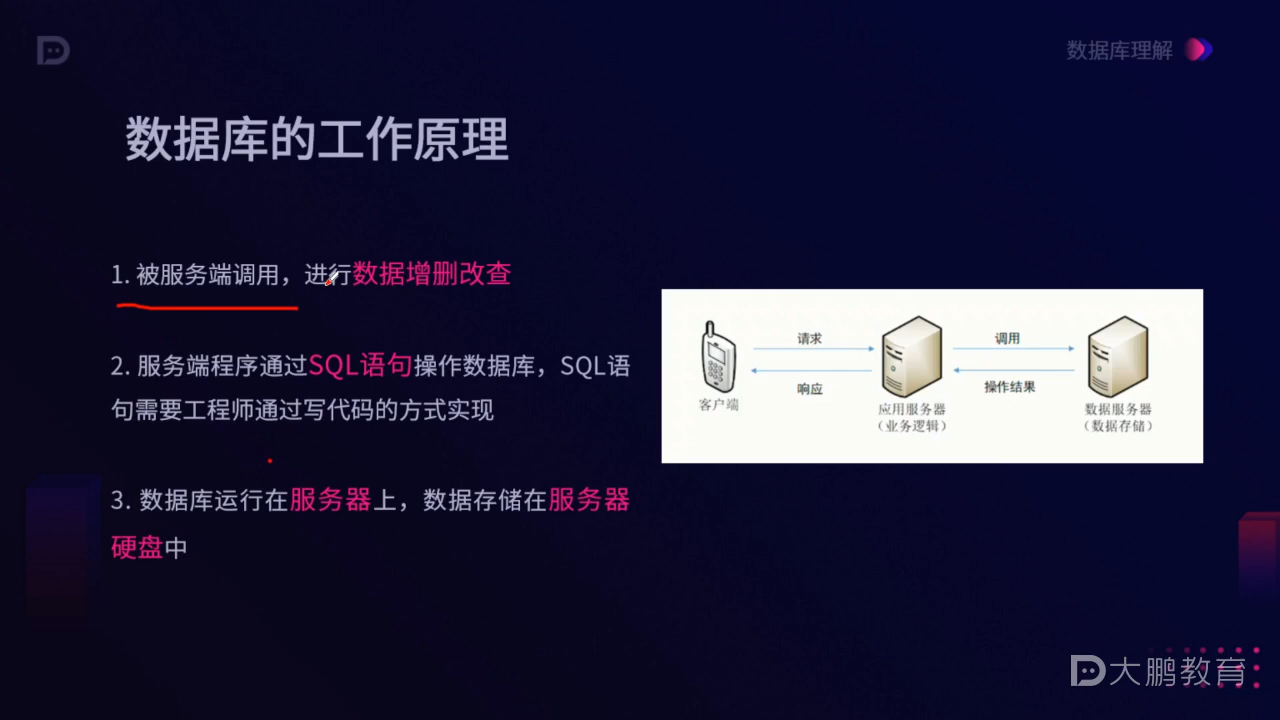 数据库理解
数据库的工作原理
1. 被服务端调用，进行数据增删改查
2. 服务端程序通过SQL语句操作数据库，SQL语
句需要工程师通过写代码的方式实现
3. 数据库运行在服务器上，数据存储在服务器
硬盘中
请求
响应
调用
操作结果
客户端
应用服务器
（业务逻辑）
数据服务器
（数据存储）
大鹏教育